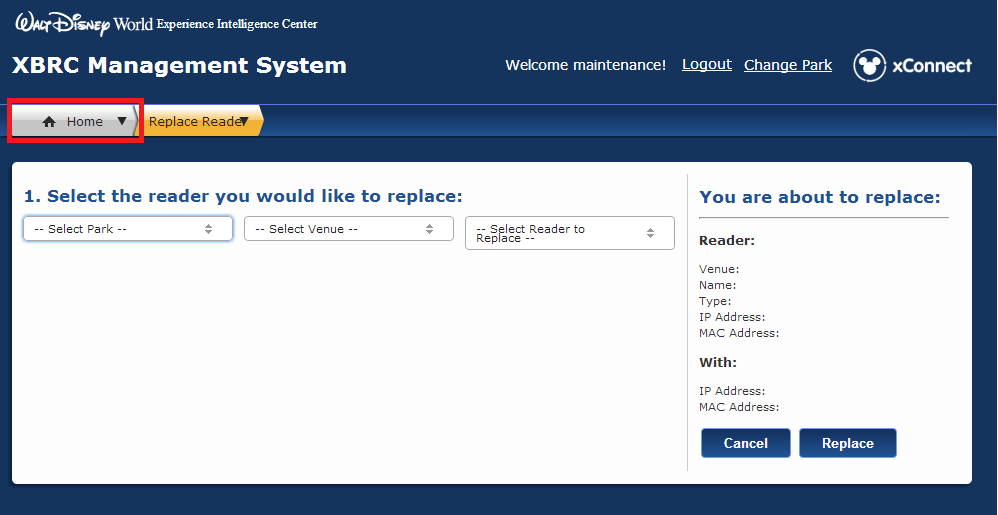 WALT DISNEY World Experience Intelligence Center
XBRC Management System
Welcome maintenance! Logout Change Park xConnect
Home Replace Reader
1. Select the reader you would like to replace:
-- Select Park -- -- Select Venue -- -- Select Reader to
Replace --
You are about to replace:
Reader:
Venue:
Name:
Type:
IP Address:
MAC Address:
With:
IP Address:
MAC Address:
Cancel Replace